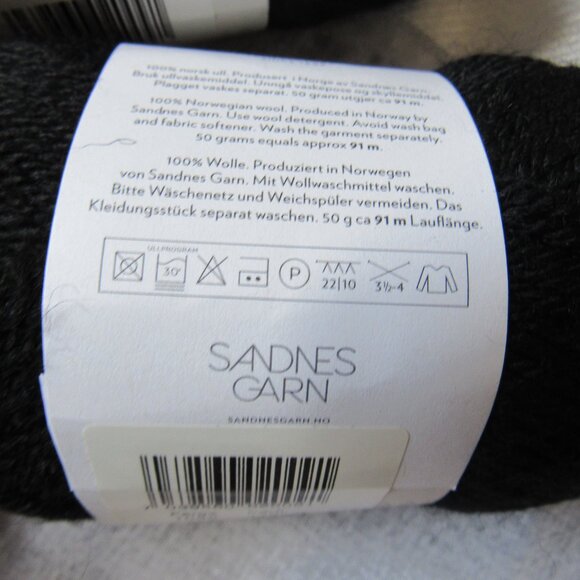 100% norsk ull. Produsert i Norge av Sandnes Garn.
Bruk ullvaskemiddel. Unngå vaskepose og skyllemiddel.
Plagget vaskes separat. 50 gram utgjør ca 91 m.
100% Norwegian wool. Produced in Norway by
Sandnes Garn. Use wool detergent. Avoid wash bag
and fabric softener. Wash the garment separately.
50 grams equals approx 91 m.
100% Wolle. Produziert in Norwegen
von Sandnes Garn. Mit Wollwaschmittel waschen.
Bitte Wäschenetz und Weichspüler vermeiden. Das
Kleidungsstück separat waschen. 50 g ca 91 m Lauflänge.
ULLPROGRAM
30°
P
22|10
3½-4
SANDNES
GARN
SANDNESGARN.NO